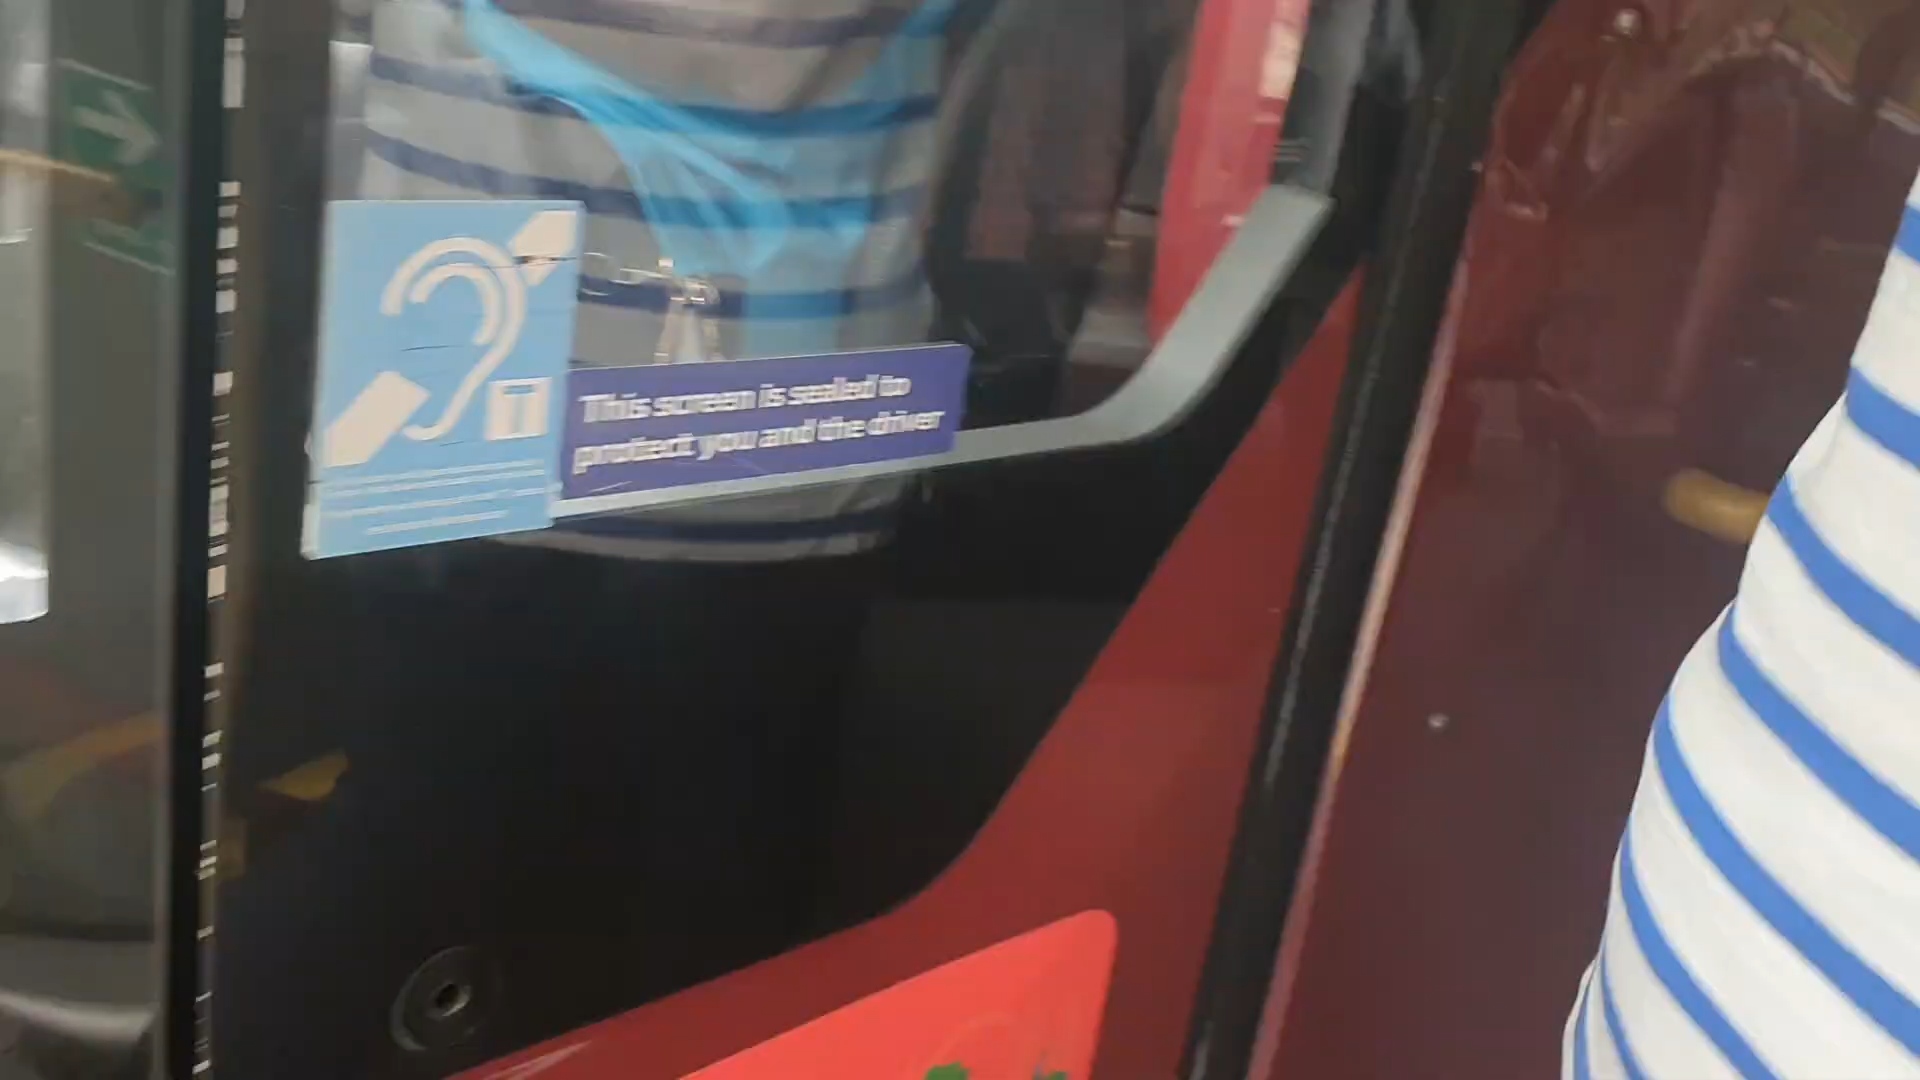 T
This screen is sealed to
protect you and the driver